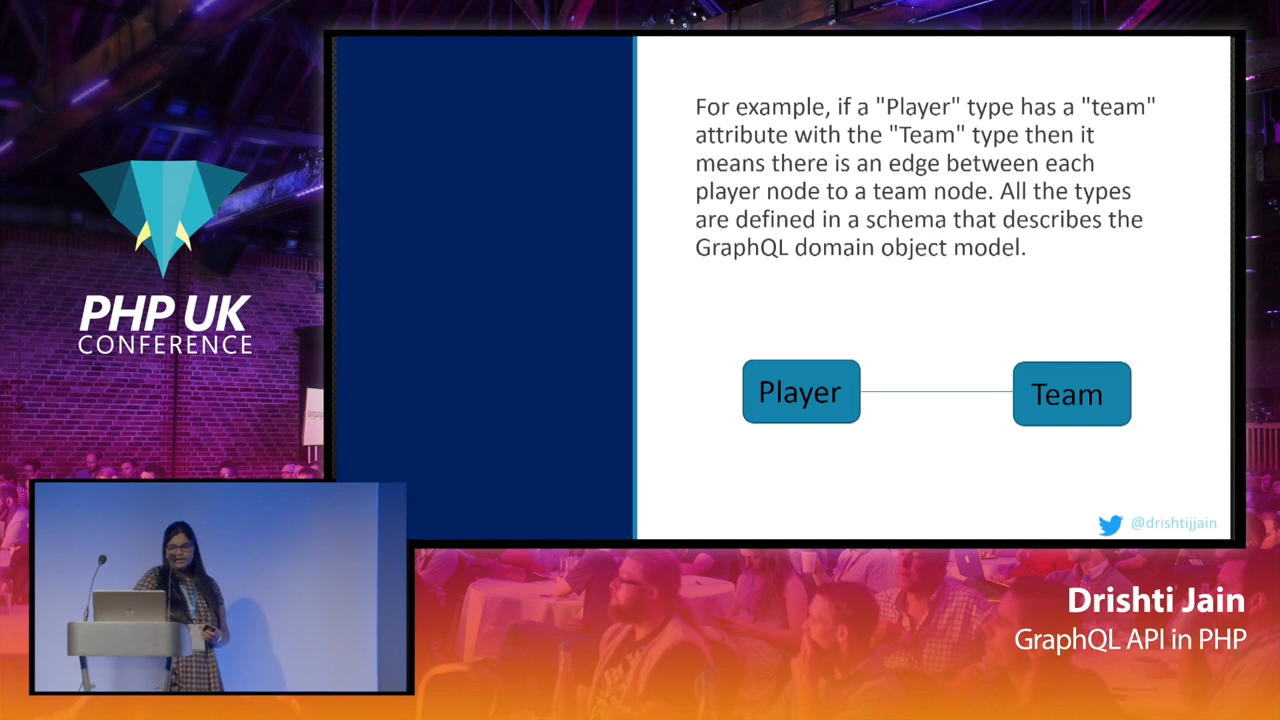 For example, if a "Player" type has a "team"
attribute with the "Team" type then it
means there is an edge between each
player node to a team node. All the types
are defined in a schema that describes the
GraphQL domain object model.
Player
Team
@drishtijjain
PHP UK
CONFERENCE
Drishti Jain
GraphQL API in PHP